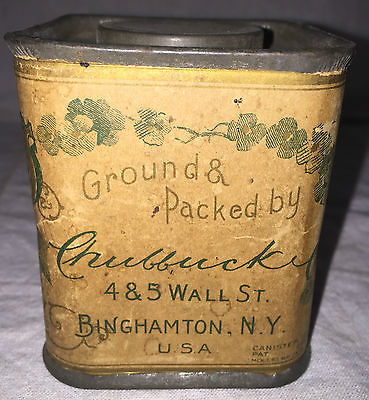 Ground &
Packed by
Chubbuck
4 & 5 WALL ST.
BINGHAMTON, N.Y.
U.S.A
CANISTER
PAT